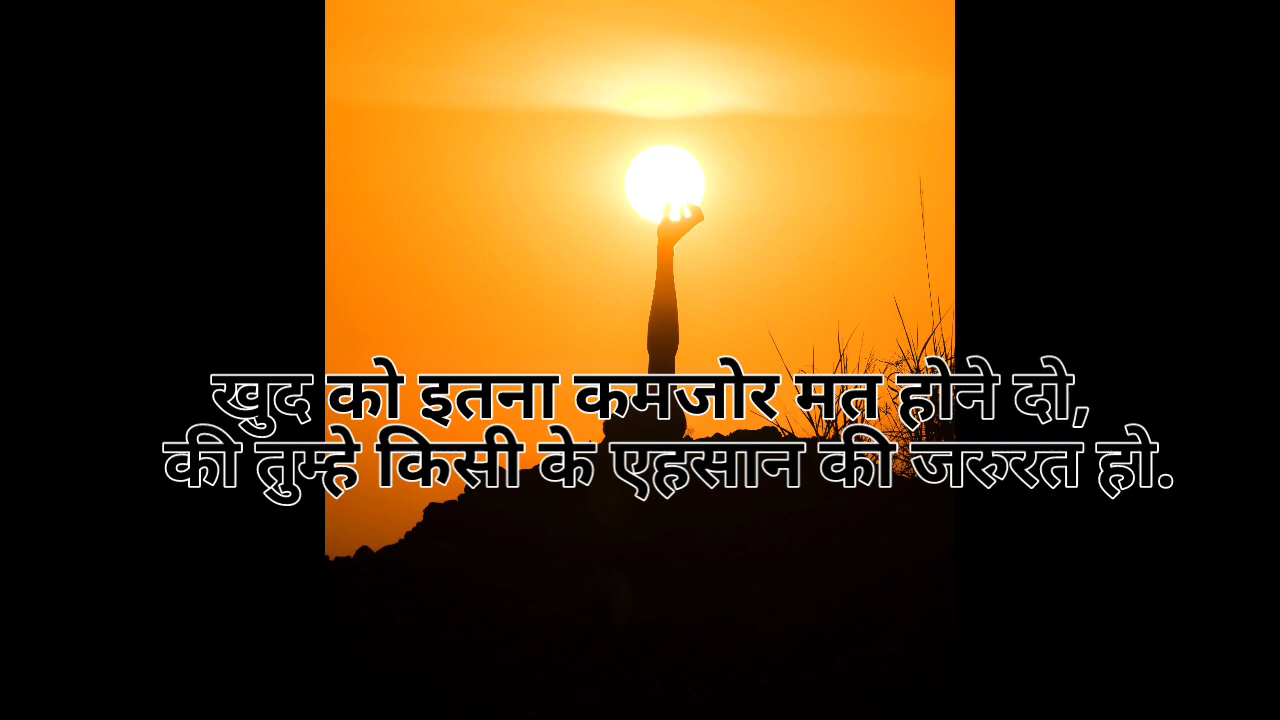 खुद को इतना कमजोर मत होने दो,
की तुम्हे किसी के एहसान की जरुरत हो.